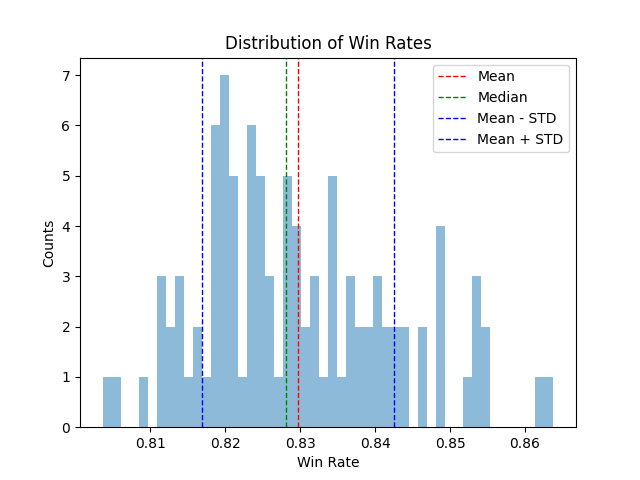 Distribution of Win Rates
Mean
Median
Mean - STD
Mean + STD
Counts
7
6
5
4
3
2
1
0
0.81 0.82 0.83 0.84 0.85 0.86
Win Rate